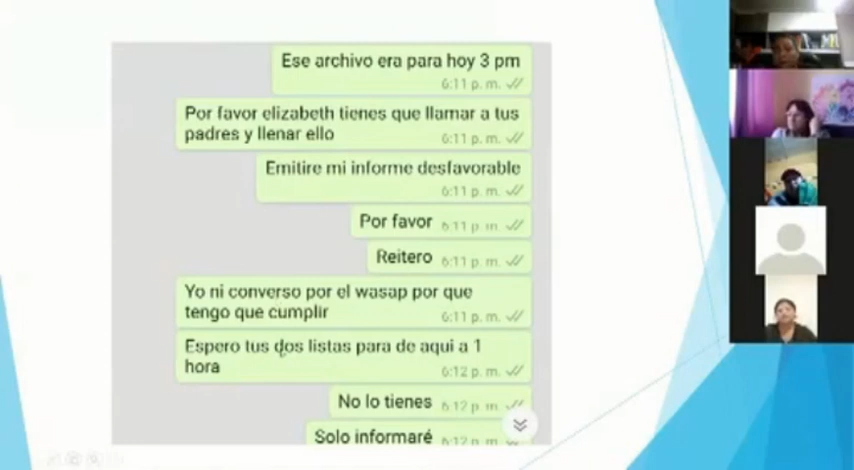 Ese archivo era para hoy 3 pm
6:11 p. m.
Por favor elizabeth tienes que llamar a tus
padres y llenar ello
6:11 p. m.
Emitire mi informe desfavorable
6:11 p. m.
Por favor 6:11 p. m.
Reitero 6:11 p. m.
Yo ni converso por el wasap por que
tengo que cumplir
6:11 p. m.
Espero tus dos listas para de aqui a 1
hora
6:12 p. m.
No lo tienes 6:12 p. m.
Solo informaré 6:12 p. m.